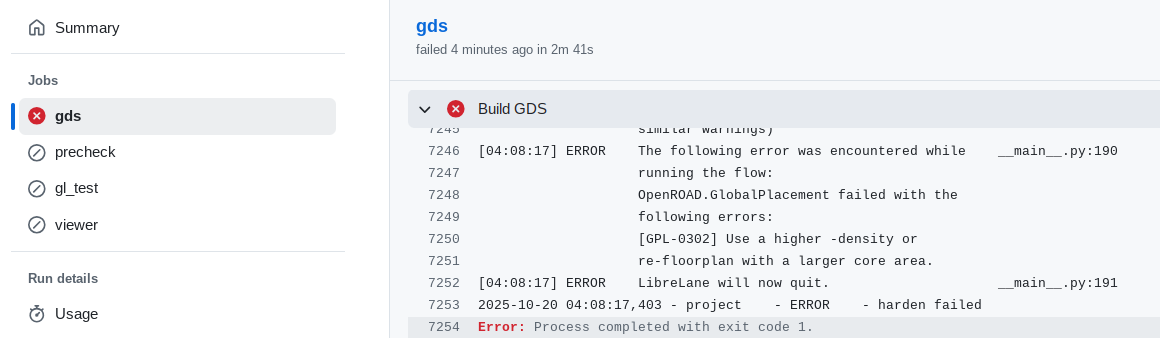 Summary
Jobs
gds
precheck
gl_test
viewer
Run details
Usage
gds
failed 4 minutes ago in 2m 41s
Build GDS
7245 similar warnings)
7246 [04:08:17] ERROR The following error was encountered while __main__.py:190
7247 running the flow:
7248 OpenROAD.GlobalPlacement failed with the
7249 following errors:
7250 [GPL-0302] Use a higher -density or
7251 re-floorplan with a larger core area.
7252 [04:08:17] ERROR LibreLane will now quit. __main__.py:191
7253 2025-10-20 04:08:17,403 - project - ERROR - harden failed
7254 Error: Process completed with exit code 1.